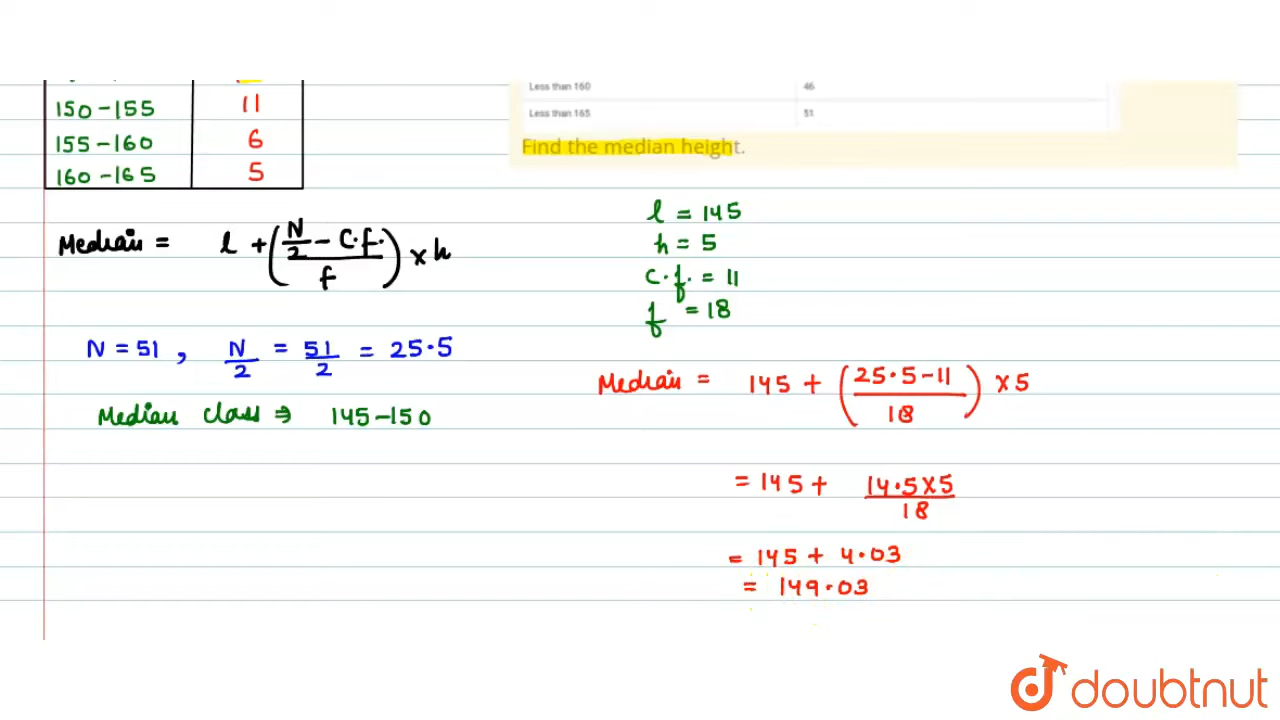 150-155 11
155-160 6
160-165 5
Less than 160 46
Less than 165 51
Find the median height.
Median = l + (N/2 - c.f. / f) × h
N = 51, N/2 = 51/2 = 25.5
Median class ⇒ 145-150
l = 145
h = 5
c.f. = 11
f = 18
Median = 145 + (25.5-11 / 18) × 5
= 145 + 14.5×5 / 18
= 145 + 4.03
= 149.03
doubtnut